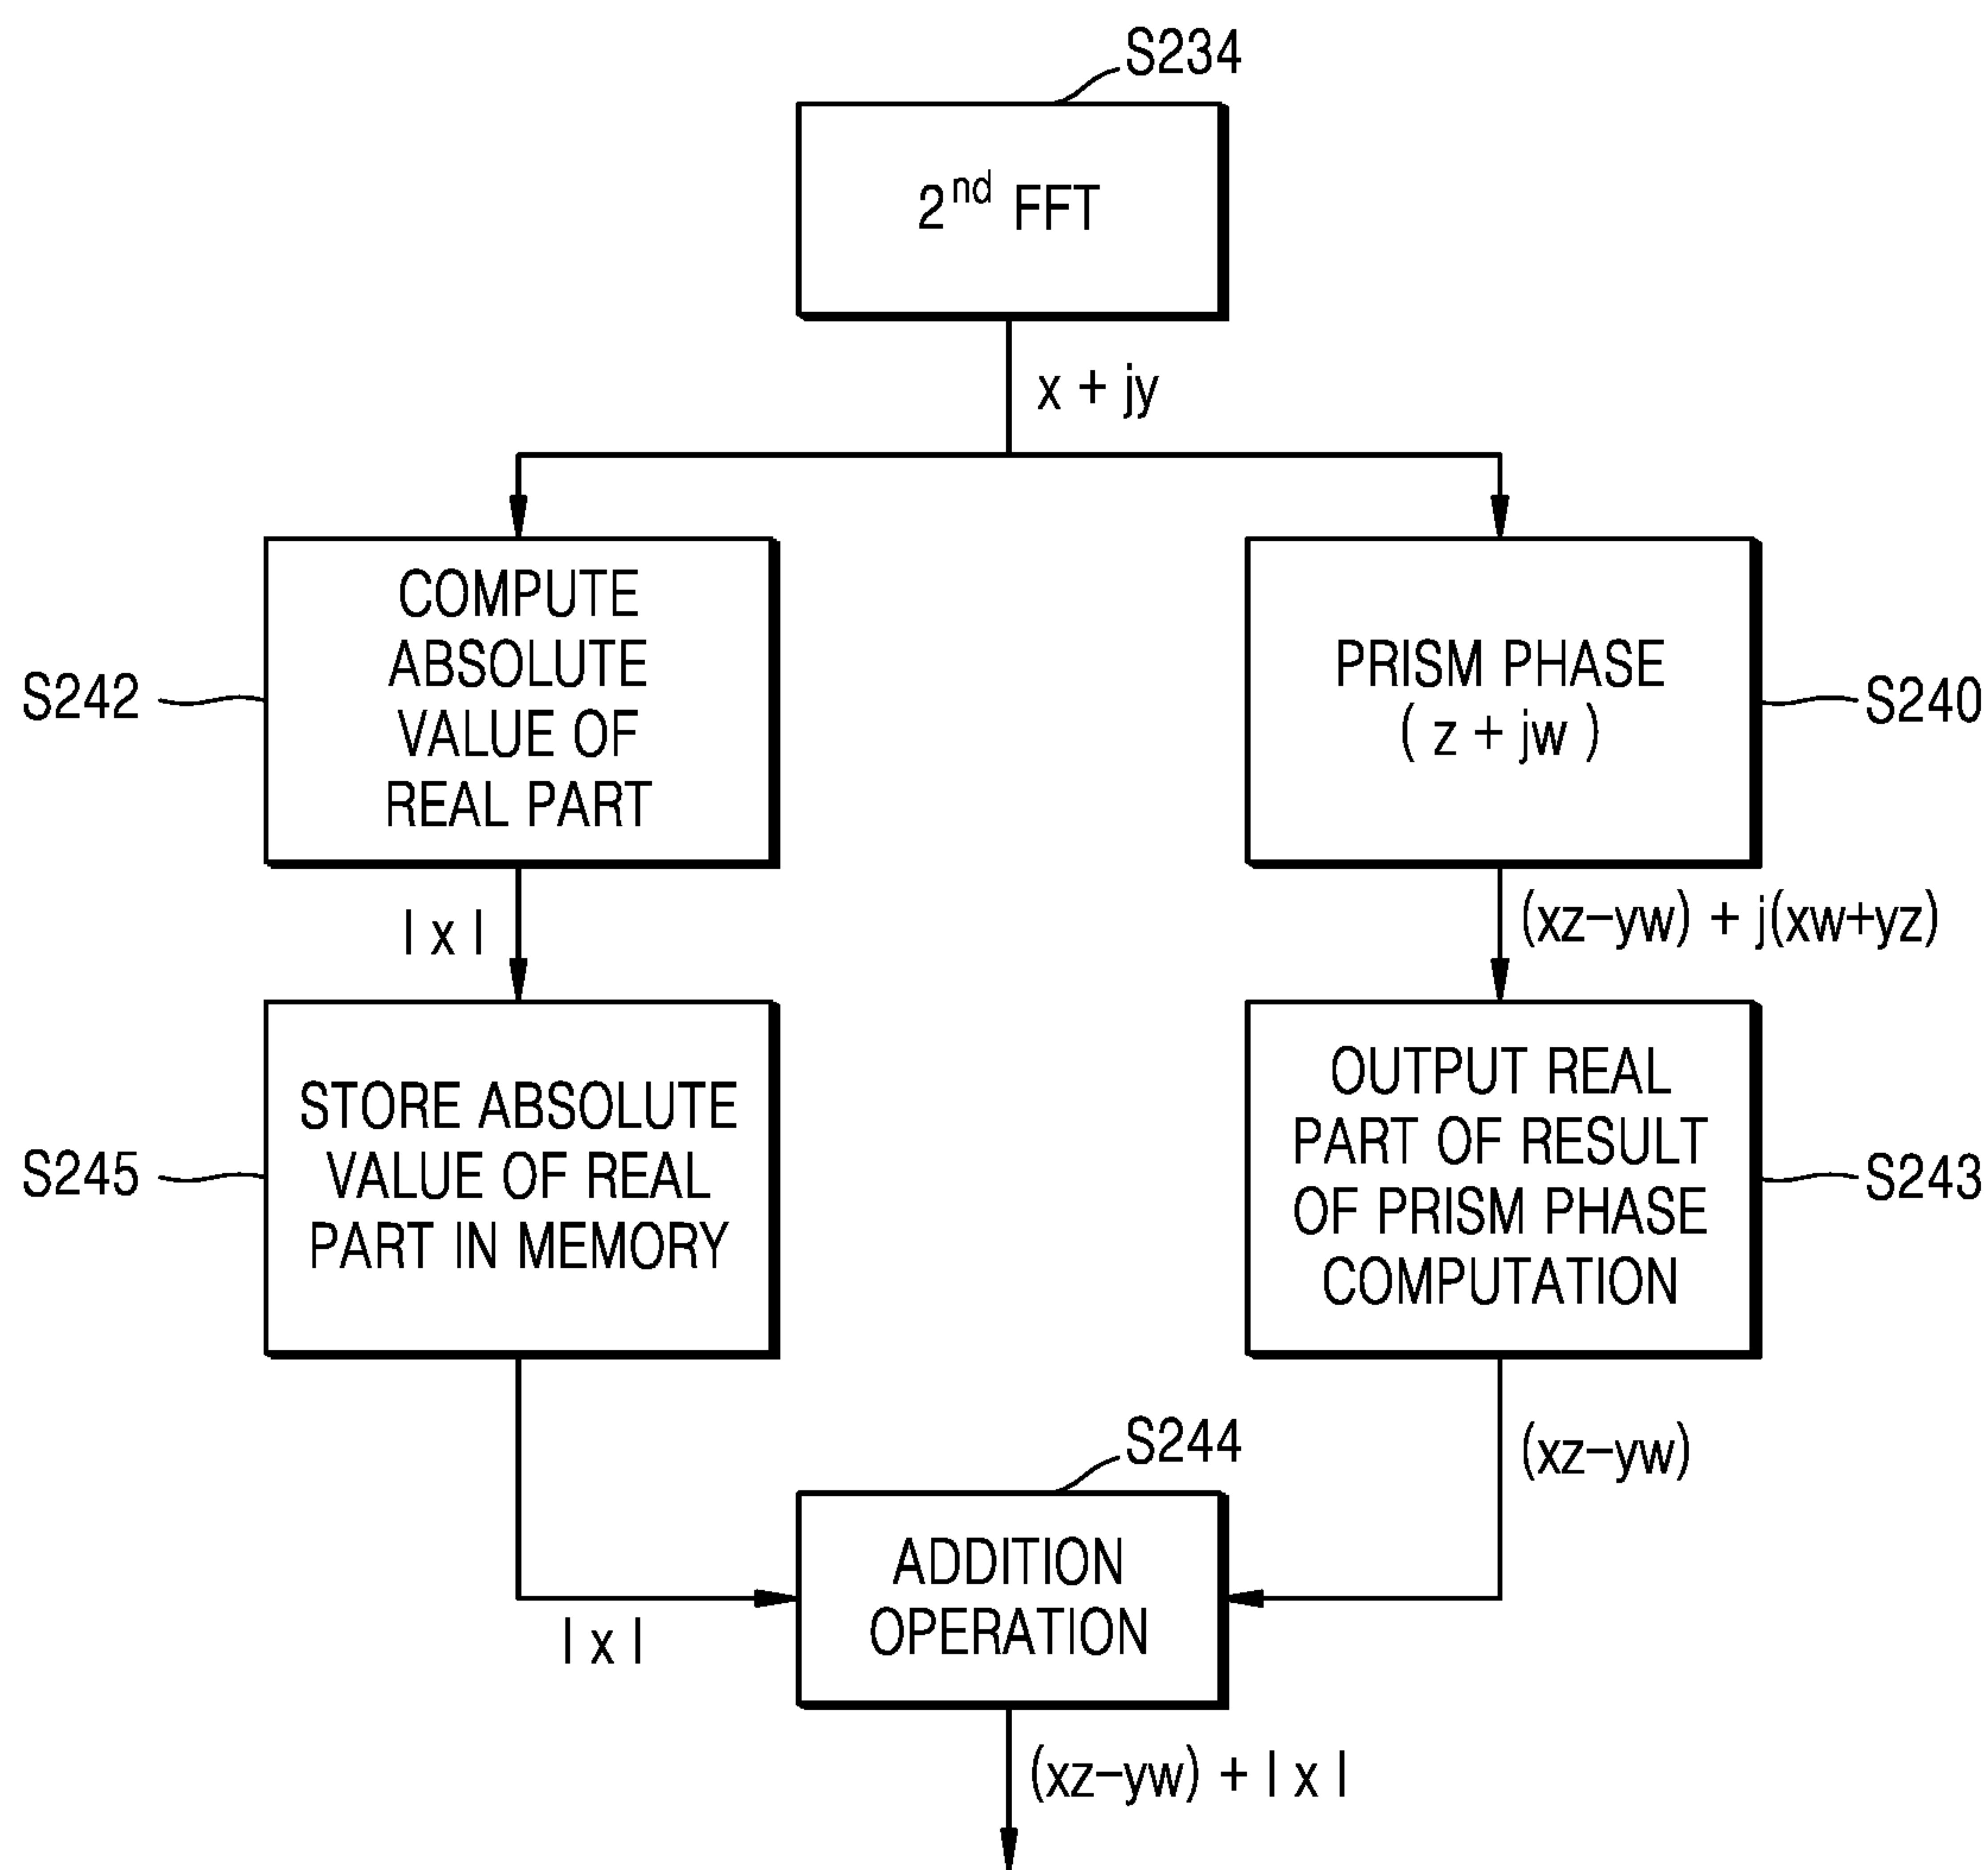 S234
2nd FFT
x + jy
COMPUTE
ABSOLUTE
VALUE OF
REAL PART
S242
PRISM PHASE
( z + jw )
S240
| x |
(xz-yw) + j(xw+yz)
STORE ABSOLUTE
VALUE OF REAL
PART IN MEMORY
S245
OUTPUT REAL
PART OF RESULT
OF PRISM PHASE
COMPUTATION
S243
S244
(xz-yw)
ADDITION
OPERATION
| x |
(xz-yw) + | x |